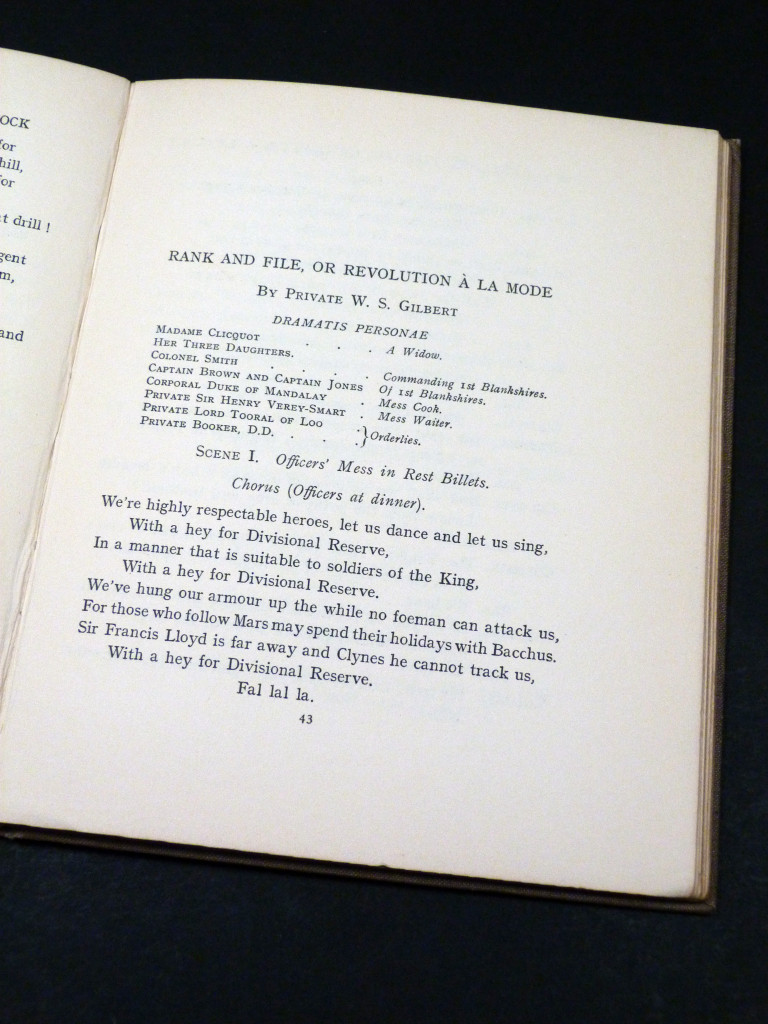 OCK
for
hill,
for
t drill !
gent
m,
and
RANK AND FILE, OR REVOLUTION À LA MODE
By Private W. S. Gilbert
DRAMATIS PERSONAE
Madame Clicquot . . . A Widow.
Her Three Daughters.
Colonel Smith . . . . Commanding 1st Blankshires.
Captain Brown and Captain Jones Of 1st Blankshires.
Corporal Duke of Mandalay . Mess Cook.
Private Sir Henry Verey-Smart . Mess Waiter.
Private Lord Tooral of Loo .
Private Booker, D.D. . . . } Orderlies.
Scene I. Officers' Mess in Rest Billets.
Chorus (Officers at dinner).
We're highly respectable heroes, let us dance and let us sing,
With a hey for Divisional Reserve,
In a manner that is suitable to soldiers of the King,
With a hey for Divisional Reserve.
We've hung our armour up the while no foeman can attack us,
For those who follow Mars may spend their holidays with Bacchus.
Sir Francis Lloyd is far away and Clynes he cannot track us,
With a hey for Divisional Reserve.
Fal lal la.
43